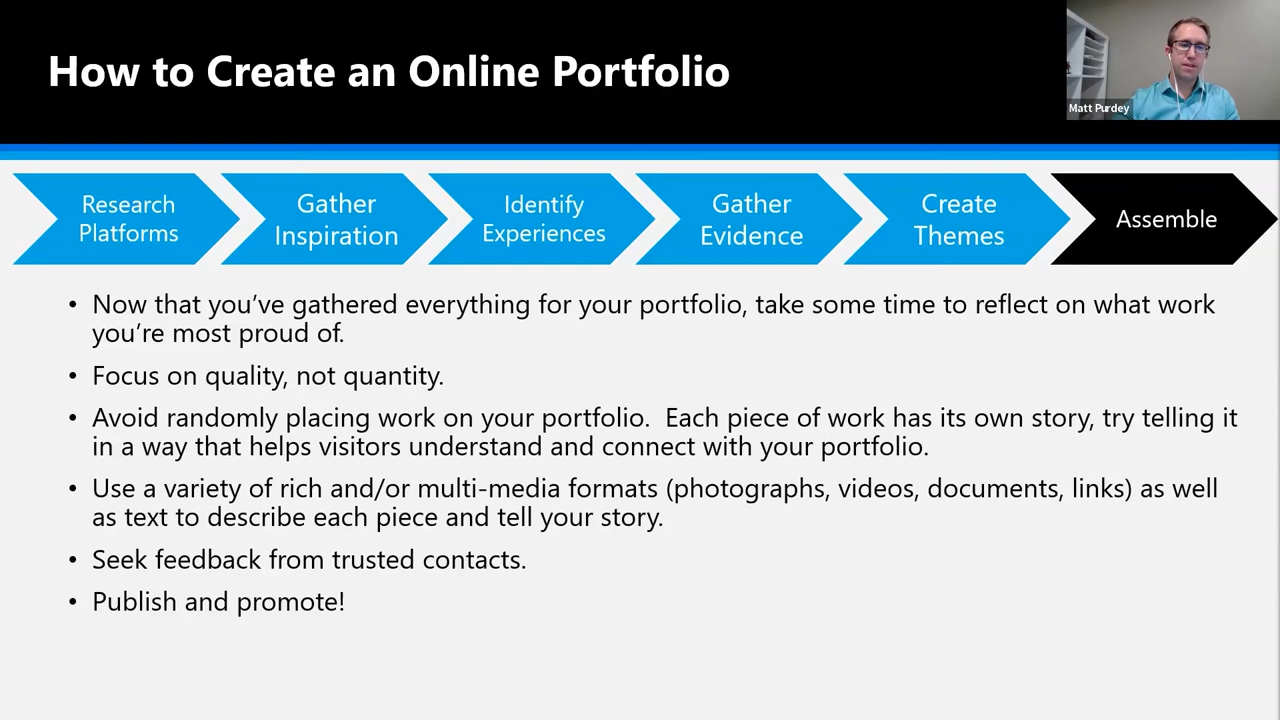 How to Create an Online Portfolio
Matt Purdey
Research
Platforms
Gather
Inspiration
Identify
Experiences
Gather
Evidence
Create
Themes
Assemble
• Now that you’ve gathered everything for your portfolio, take some time to reflect on what work
you’re most proud of.
• Focus on quality, not quantity.
• Avoid randomly placing work on your portfolio.  Each piece of work has its own story, try telling it
in a way that helps visitors understand and connect with your portfolio.
• Use a variety of rich and/or multi-media formats (photographs, videos, documents, links) as well
as text to describe each piece and tell your story.
• Seek feedback from trusted contacts.
• Publish and promote!